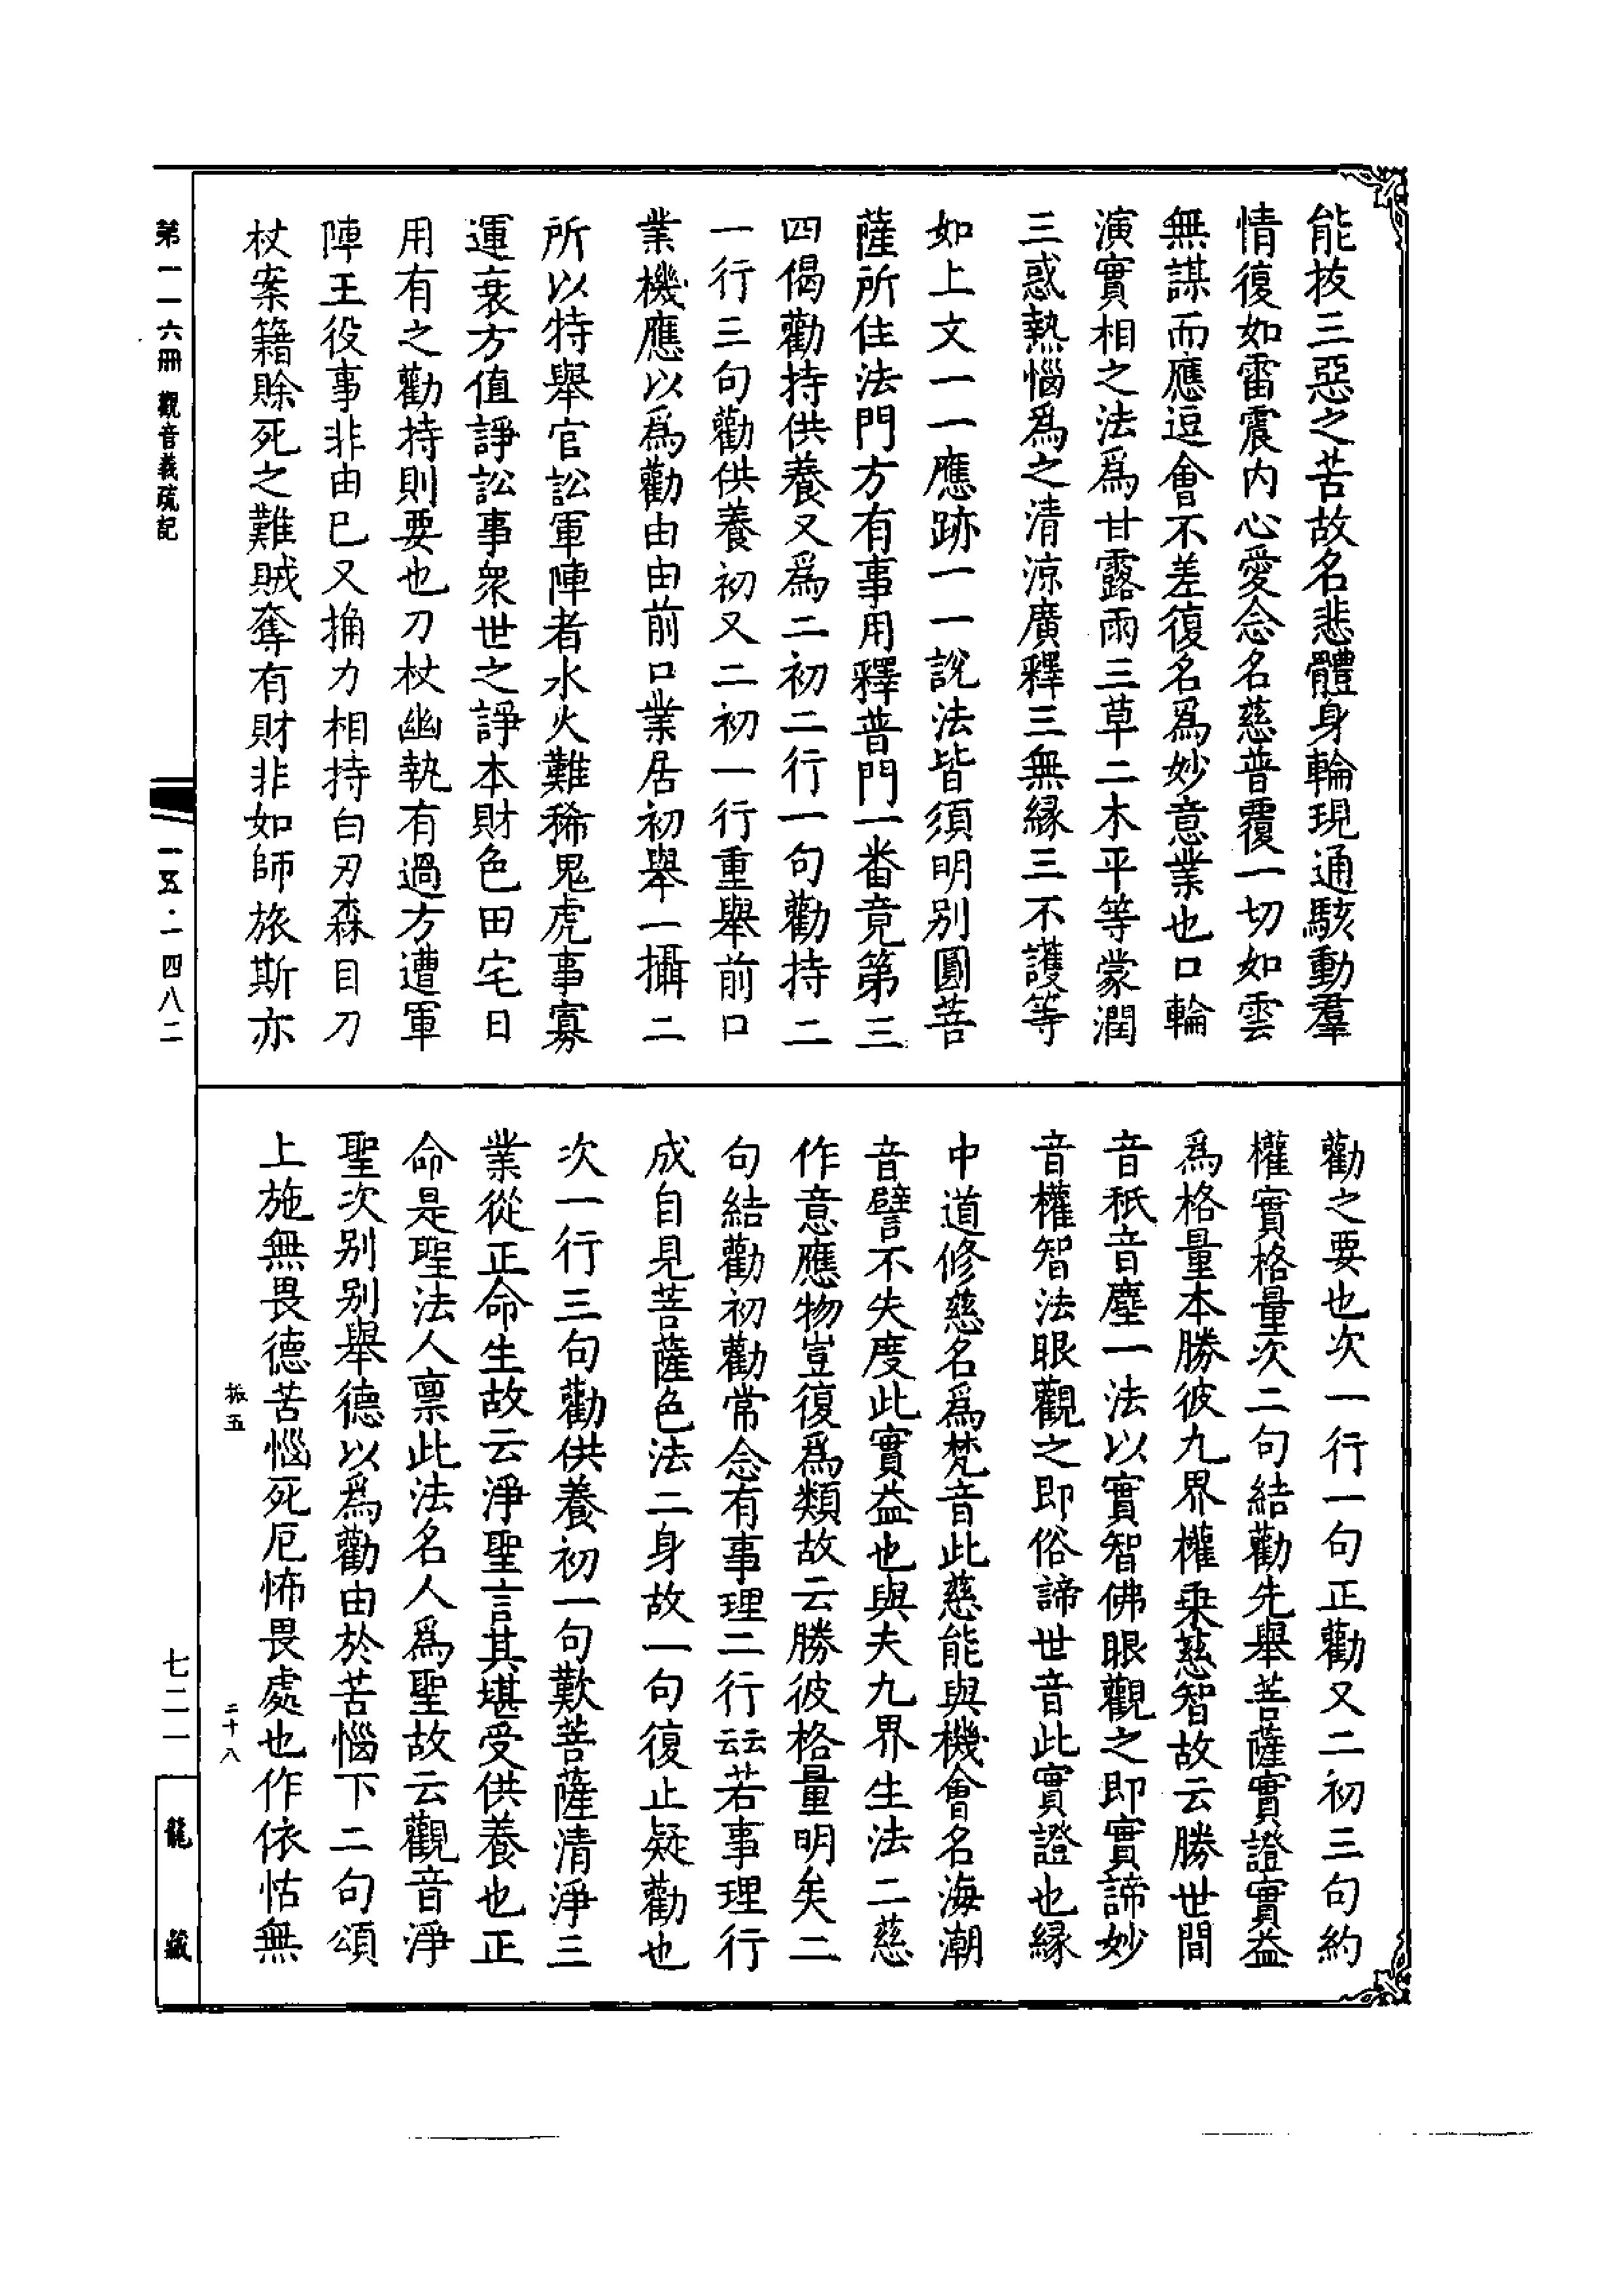 能拔三惡之苦故名悲體身輪現通駭動羣
情復如雷震內心愛念名慈普覆一切如雲
無謀而應逗會不差復名爲妙意業也口輪
演實相之法爲甘露雨三草二木平等蒙潤
三惑熱惱爲之清涼廣釋三無緣三不護等
如上文一一應跡一一說法皆須明別圓菩
薩所住法門方有事用釋普門一番竟第三
四偈勸持供養又爲二初二行一句勸持二
一行三句勸供養初又二初一行重舉前口
業機應以爲勸由由前口業居初舉一攝二
所以特舉官訟軍陣者水火難稀鬼虎事寡
運衰方值諍訟事衆世之諍本財色田宅日
用有之勸持則要也刀杖幽執有過方遭軍
陣王役事非由已又捅力相持白刃森目刀
杖案籍賖死之難賊奪有財非如師旅斯亦
勸之要也次一行一句正勸又二初三句約
權實格量次二句結勸先舉菩薩實證實益
爲格量本勝彼九界權乗慈智故云勝世間
音秖音塵一法以實智佛眼觀之即實諦妙
音權智法眼觀之即俗諦世音此實證也緣
中道修慈名爲梵音此慈能與機會名海潮
音譬不失度此實益也與夫九界生法二慈
作意應物豈復爲類故云勝彼格量明矣二
句結勸初勸常念有事理二行云云若事理行
成自見菩薩色法二身故一句復止疑勸也
次一行三句勸供養初一句歎菩薩清淨三
業從正命生故云淨聖言其堪受供養也正
命是聖法人禀此法名人爲聖故云觀音淨
聖次别别舉德以爲勸由於苦惱下二句頌
上施無畏德苦惱死厄怖畏處也作依怙無
振五
二十八
第一一六册 觀音義疏記
一五·一四八二
七二一
龍藏